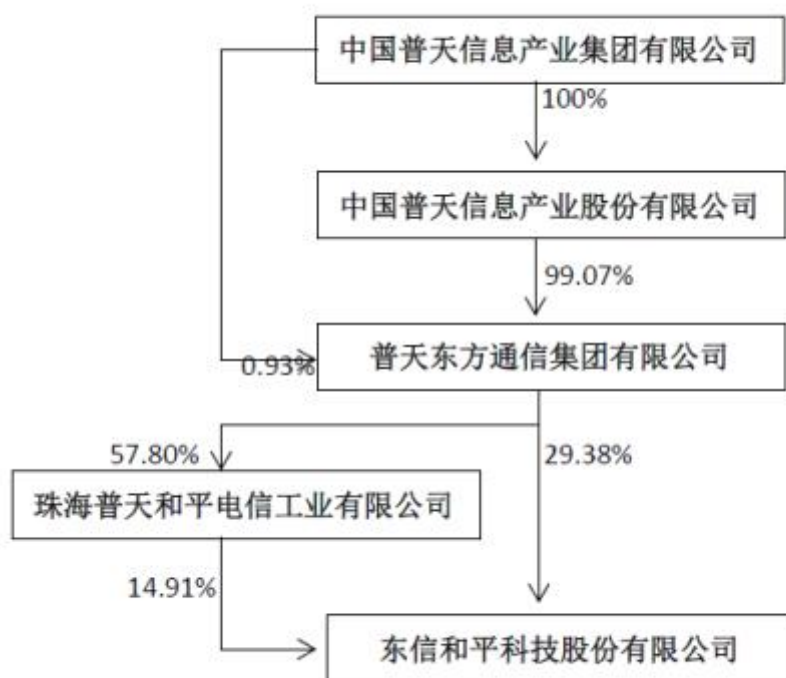 中国普天信息产业集团有限公司
100%
中国普天信息产业股份有限公司
99.07%
0.93%
普天东方通信集团有限公司
57.80%
29.38%
珠海普天和平电信工业有限公司
14.91%
东信和平科技股份有限公司